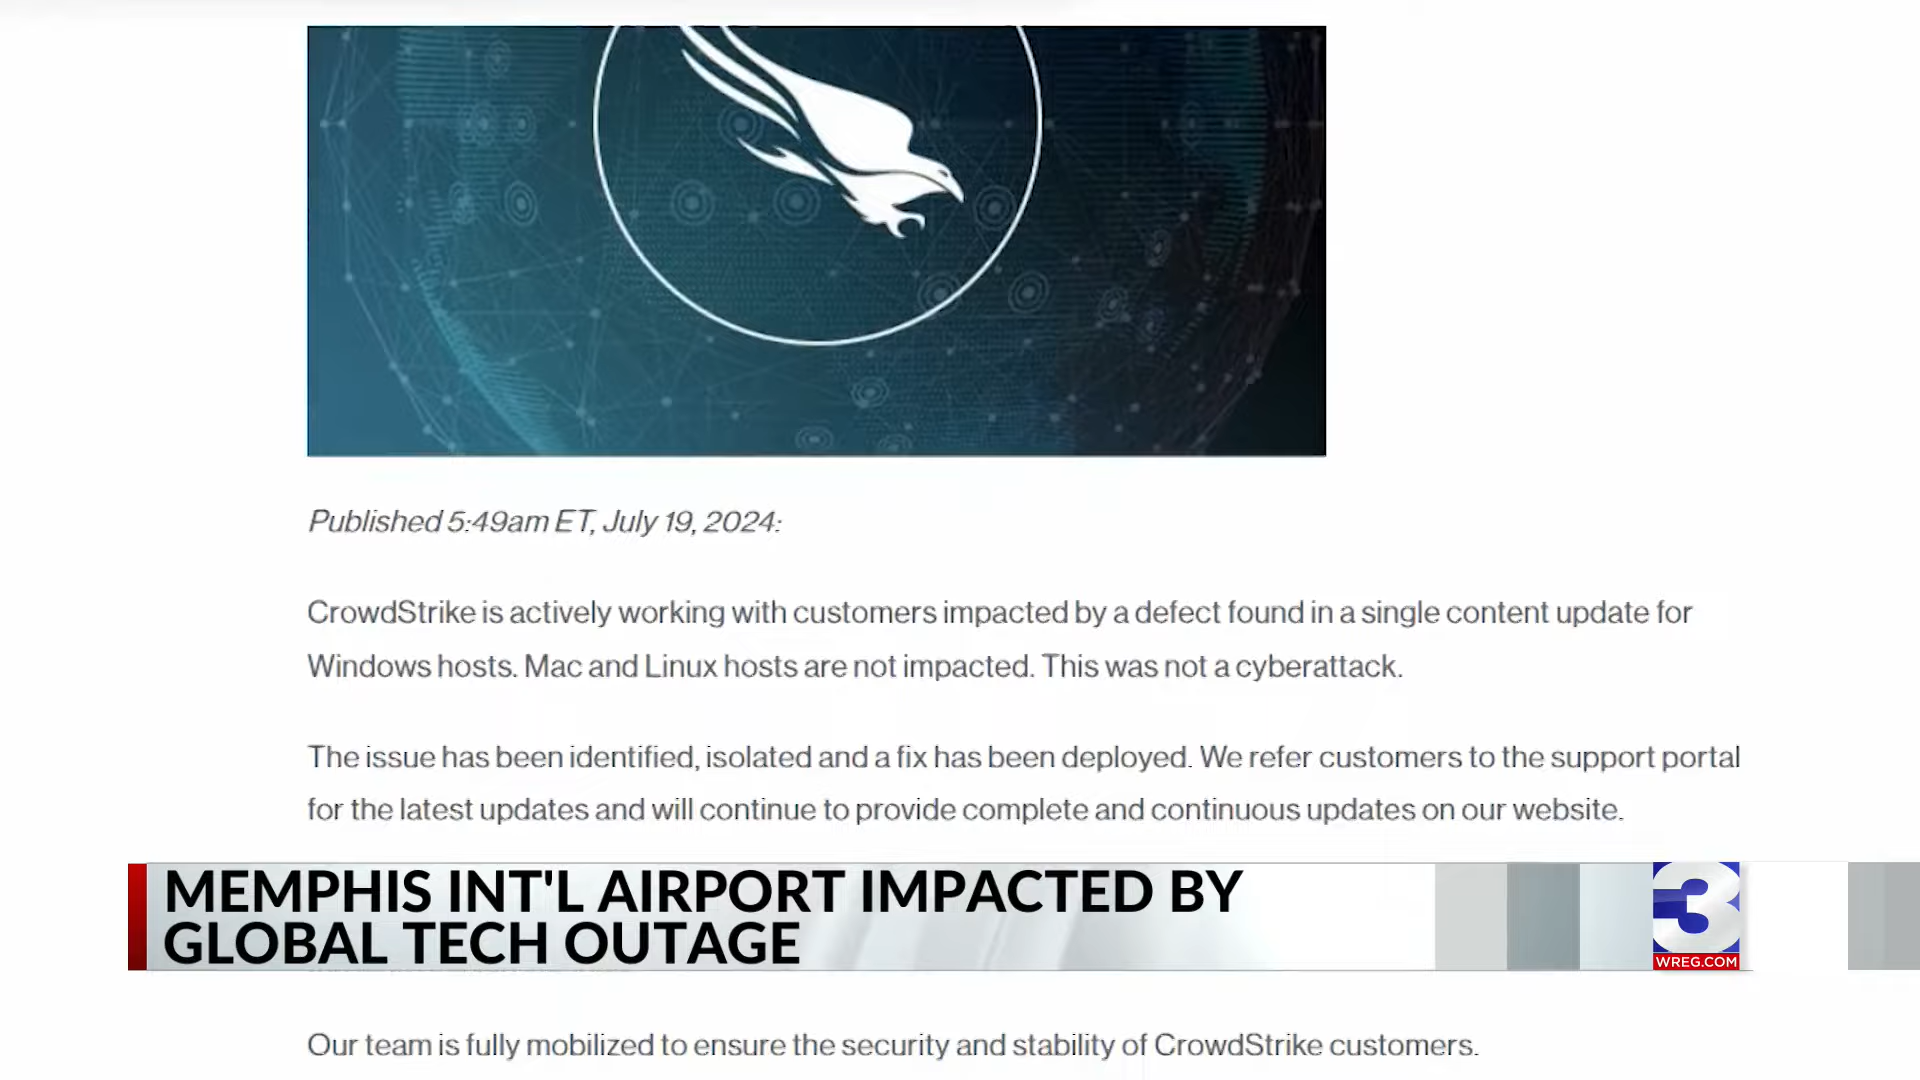 Published 5:49am ET, July 19, 2024:
CrowdStrike is actively working with customers impacted by a defect found in a single content update for
Windows hosts. Mac and Linux hosts are not impacted. This was not a cyberattack.
The issue has been identified, isolated and a fix has been deployed. We refer customers to the support portal
for the latest updates and will continue to provide complete and continuous updates on our website.
MEMPHIS INT'L AIRPORT IMPACTED BY
GLOBAL TECH OUTAGE
3
WREG.COM
Our team is fully mobilized to ensure the security and stability of CrowdStrike customers.